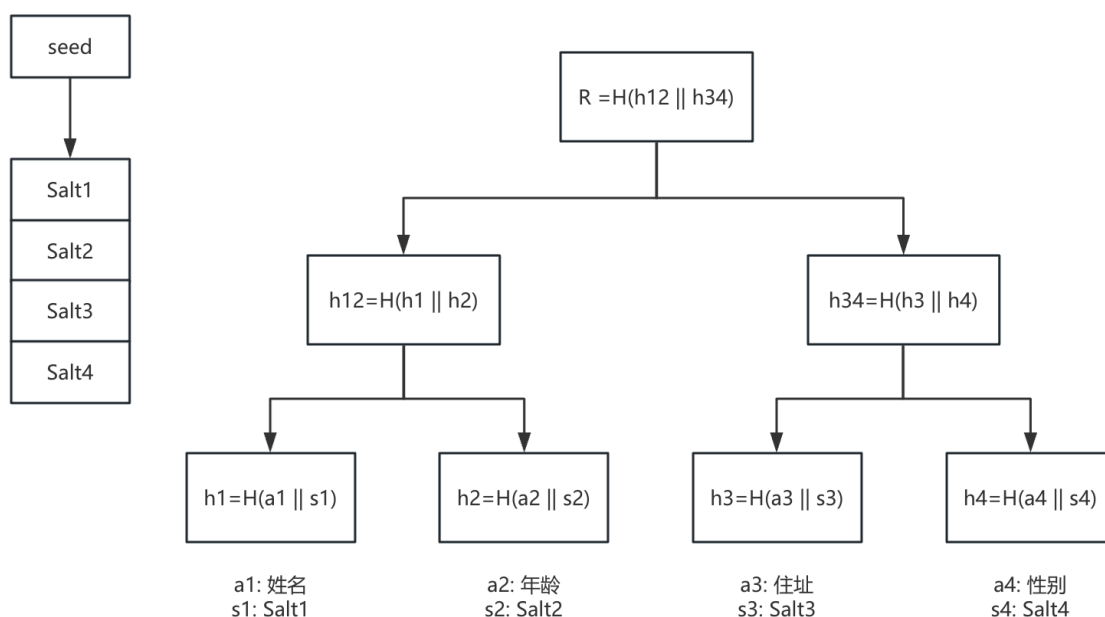 seed
Salt1
Salt2
Salt3
Salt4
R =H(h12 || h34)
h12=H(h1 || h2)
h34=H(h3 || h4)
h1=H(a1 || s1)
h2=H(a2 || s2)
h3=H(a3 || s3)
h4=H(a4 || s4)
a1: 姓名
s1: Salt1
a2: 年龄
s2: Salt2
a3: 住址
s3: Salt3
a4: 性别
s4: Salt4